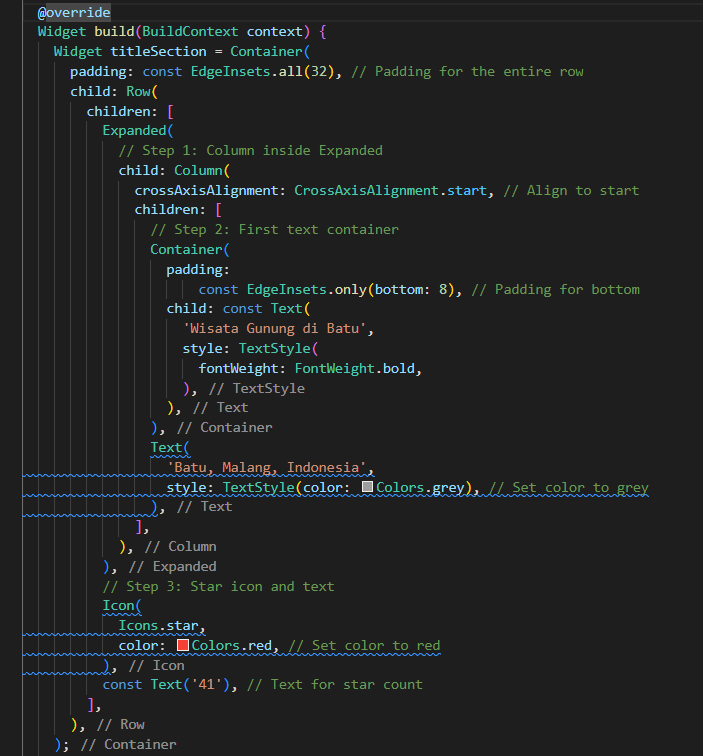 @override
Widget build(BuildContext context) {
  Widget titleSection = Container(
    padding: const EdgeInsets.all(32), // Padding for the entire row
    child: Row(
      children: [
        Expanded(
          // Step 1: Column inside Expanded
          child: Column(
            crossAxisAlignment: CrossAxisAlignment.start, // Align to start
            children: [
              // Step 2: First text container
              Container(
                padding:
                    const EdgeInsets.only(bottom: 8), // Padding for bottom
                child: const Text(
                  'Wisata Gunung di Batu',
                  style: TextStyle(
                    fontWeight: FontWeight.bold,
                  ), // TextStyle
                ), // Text
              ), // Container
              Text(
                'Batu, Malang, Indonesia',
                style: TextStyle(color: Colors.grey), // Set color to grey
              ), // Text
            ],
          ), // Column
        ), // Expanded
        // Step 3: Star icon and text
        Icon(
          Icons.star,
          color: Colors.red, // Set color to red
        ), // Icon
        const Text('41'), // Text for star count
      ],
    ), // Row
  ); // Container